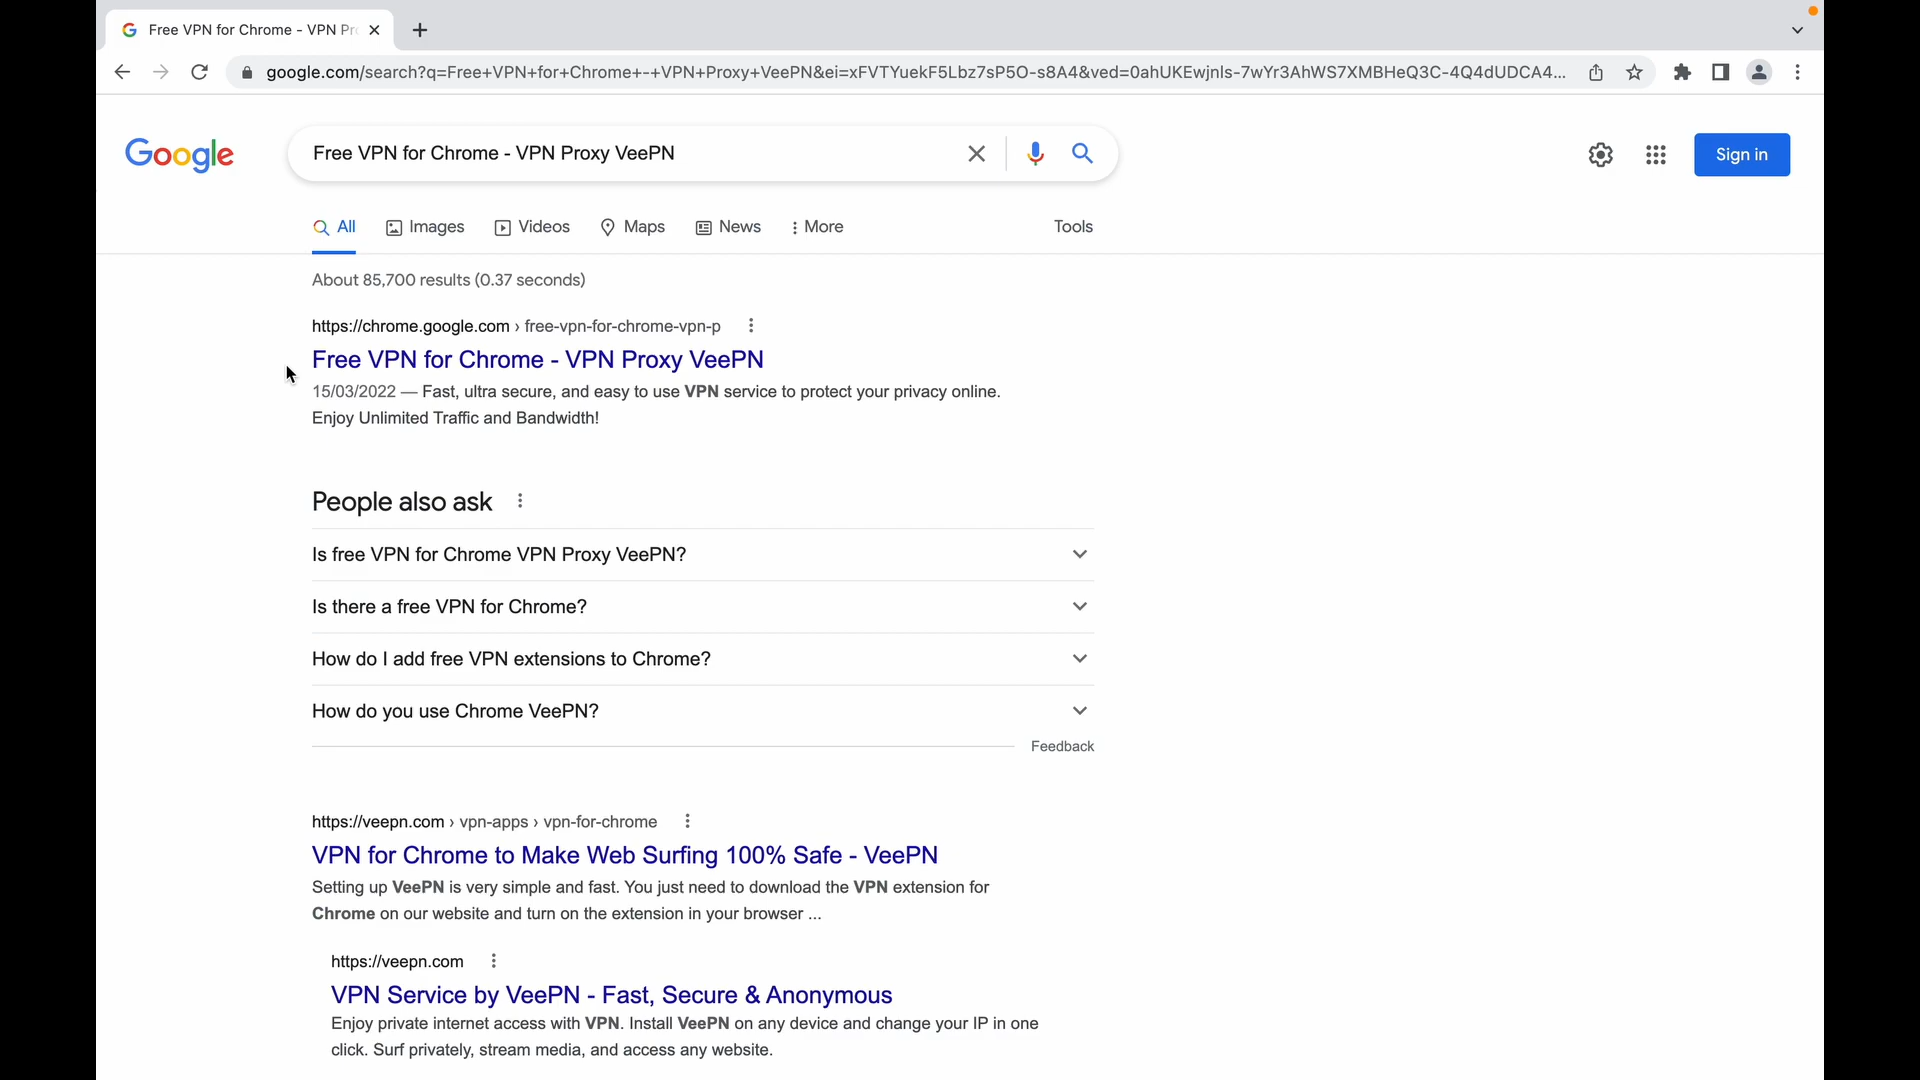 Free VPN for Chrome - VPN Pr
google.com/search?q=Free+VPN+for+Chrome+-+VPN+Proxy+VeePN&ei=xFVTYuekF5Lbz7sP5O-s8A4&ved=0ahUKEwjnls-7wYr3AhWS7XMBHeQ3C-4Q4dUDCA4...
Google
Free VPN for Chrome - VPN Proxy VeePN
Sign in
All Images Videos Maps News More Tools
About 85,700 results (0.37 seconds)
https://chrome.google.com › free-vpn-for-chrome-vpn-p
Free VPN for Chrome - VPN Proxy VeePN
15/03/2022 — Fast, ultra secure, and easy to use VPN service to protect your privacy online.
Enjoy Unlimited Traffic and Bandwidth!
People also ask
Is free VPN for Chrome VPN Proxy VeePN?
Is there a free VPN for Chrome?
How do I add free VPN extensions to Chrome?
How do you use Chrome VeePN?
Feedback
https://veepn.com › vpn-apps › vpn-for-chrome
VPN for Chrome to Make Web Surfing 100% Safe - VeePN
Setting up VeePN is very simple and fast. You just need to download the VPN extension for
Chrome on our website and turn on the extension in your browser ...
https://veepn.com
VPN Service by VeePN - Fast, Secure & Anonymous
Enjoy private internet access with VPN. Install VeePN on any device and change your IP in one
click. Surf privately, stream media, and access any website.